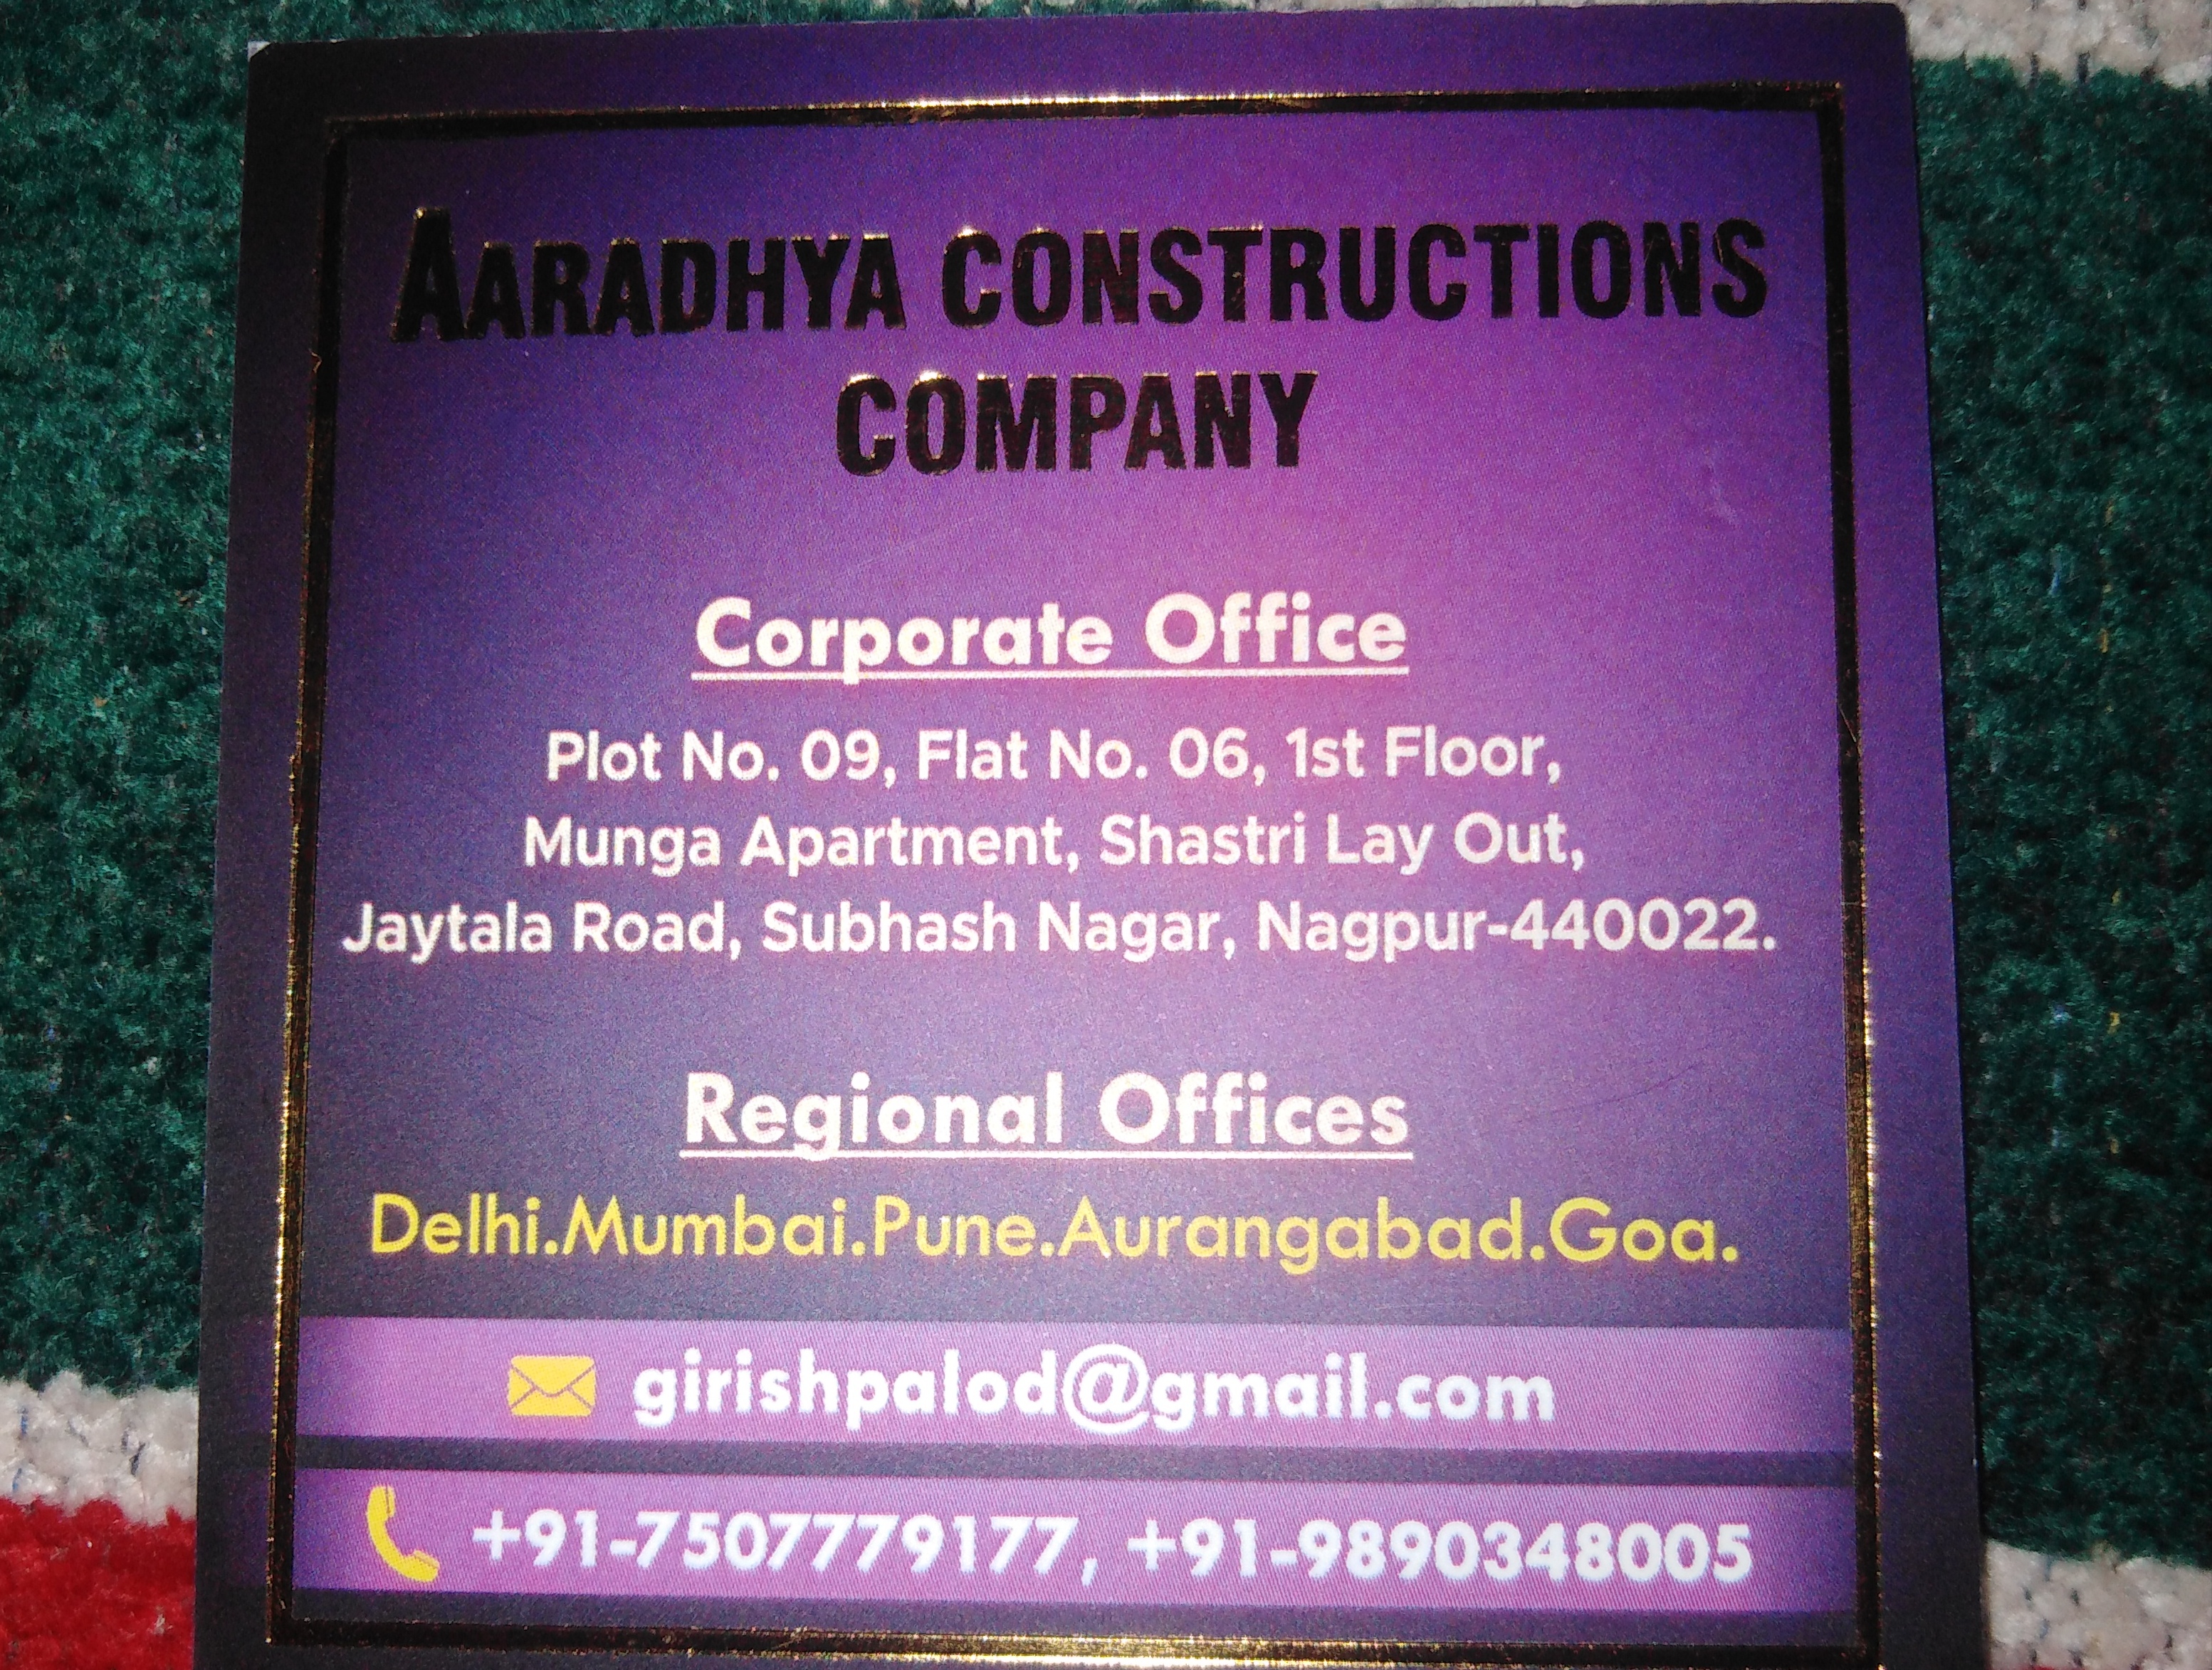 AARADHYA CONSTRUCTIONS
COMPANY
Corporate Office
Plot No. 09, Flat No. 06, 1st Floor,
Munga Apartment, Shastri Lay Out,
Jaytala Road, Subhash Nagar, Nagpur-440022.
Regional Offices
Delhi.Mumbai.Pune.Aurangabad.Goa.
girishpalod@gmail.com
+91-7507779177, +91-9890348005